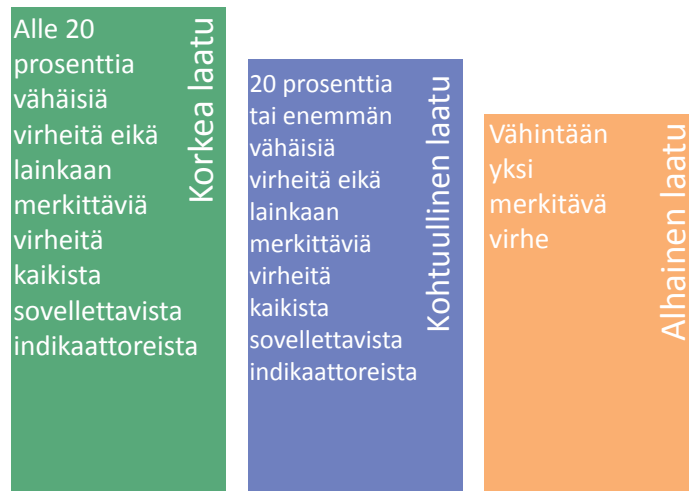 Alle 20
prosenttia
vähäisiä
virheitä eikä
lainkaan
merkittäviä
virheitä
kaikista
sovellettavista
indikaattoreista
Korkea laatu
20 prosenttia
tai enemmän
vähäisiä
virheitä eikä
lainkaan
merkittäviä
virheitä
kaikista
sovellettavista
indikaattoreista
Kohtuullinen laatu
Vähintään
yksi
merkitävä
virhe
Alhainen laatu